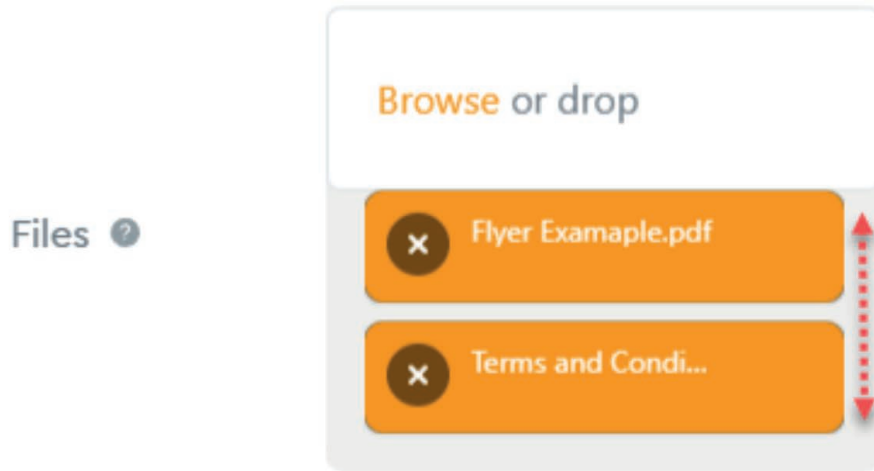 Browse or drop
Files ?
Flyer Examaple.pdf
Terms and Condi...